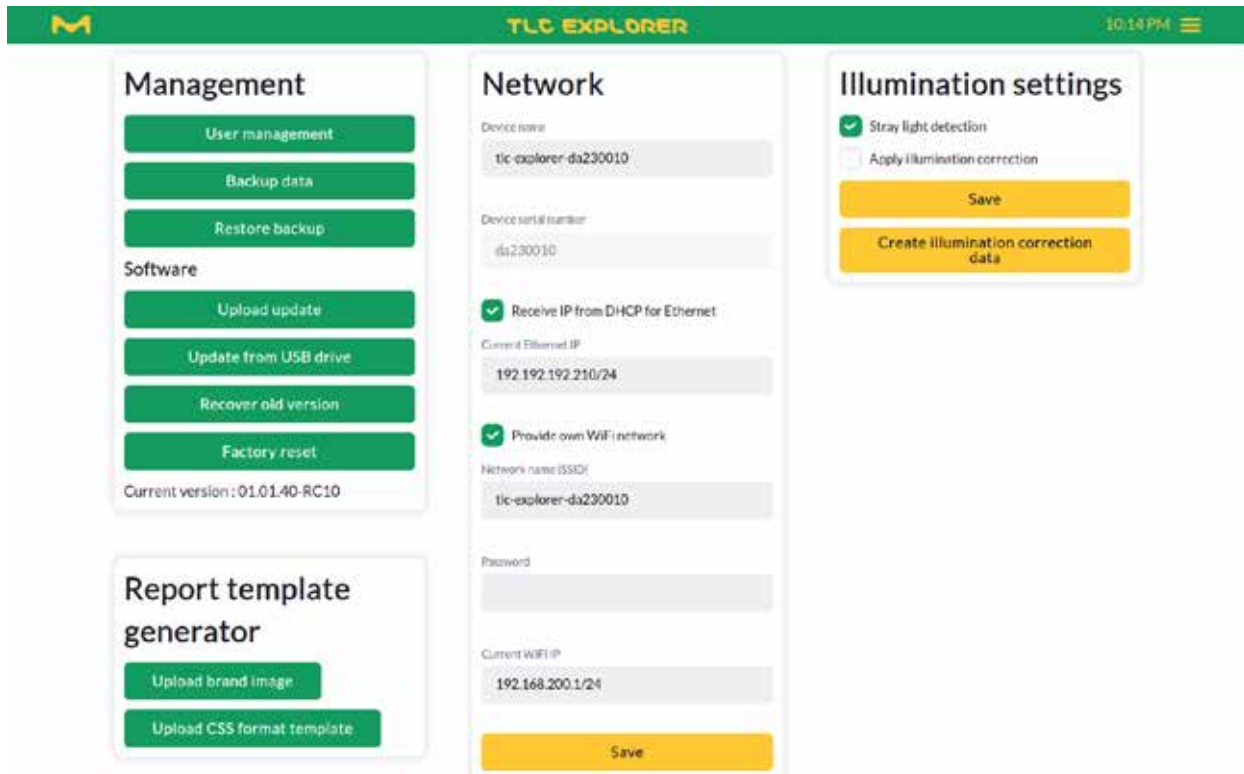 TLC EXPLORER
10:14 PM
Management
User management
Backup data
Restore backup
Software
Upload update
Update from USB drive
Recover old version
Factory reset
Current version : 01.01.40-RC10
Report template
generator
Upload brand image
Upload CSS format template
Network
Device name
tlc-explorer-da230010
Device serial number
da230010
Receive IP from DHCP for Ethernet
Current Ethernet IP
192.192.192.210/24
Provide own WiFi network
Network name (SSID)
tlc-explorer-da230010
Password
Current WIFI IP
192.168.200.1/24
Save
Illumination settings
Stray light detection
Apply illumination correction
Save
Create illumination correction
data